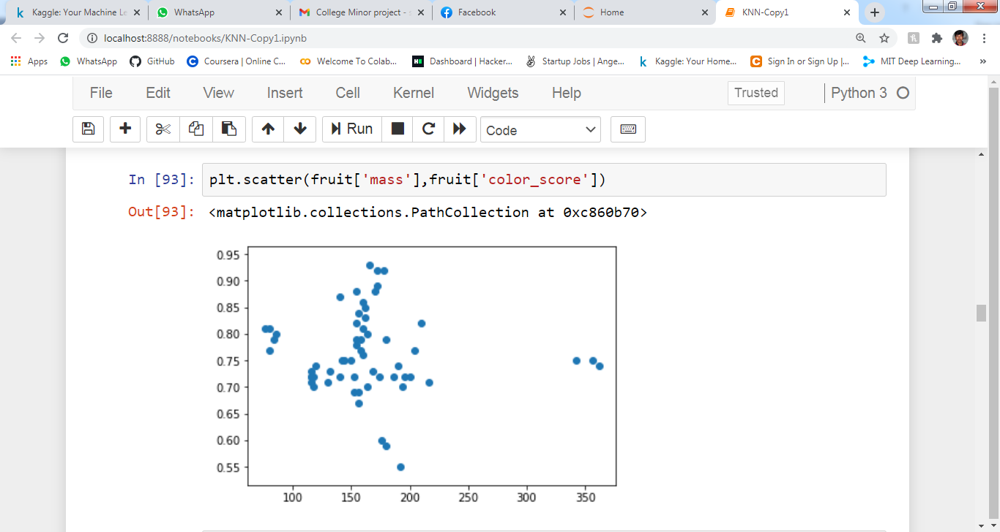 Kaggle: Your Machine Le
WhatsApp
College Minor project -
Facebook
Home
KNN-Copy1
localhost:8888/notebooks/KNN-Copy1.ipynb
Apps WhatsApp GitHub Coursera | Online C... Welcome To Colab... Dashboard | Hacker... Startup Jobs | Ange... Kaggle: Your Home... Sign In or Sign Up |... MIT Deep Learning... »
File Edit View Insert Cell Kernel Widgets Help Trusted Python 3
Run Code
In [93]: plt.scatter(fruit['mass'],fruit['color_score'])
Out[93]: <matplotlib.collections.PathCollection at 0xc860b70>
0.95
0.90
0.85
0.80
0.75
0.70
0.65
0.60
0.55
100 150 200 250 300 350